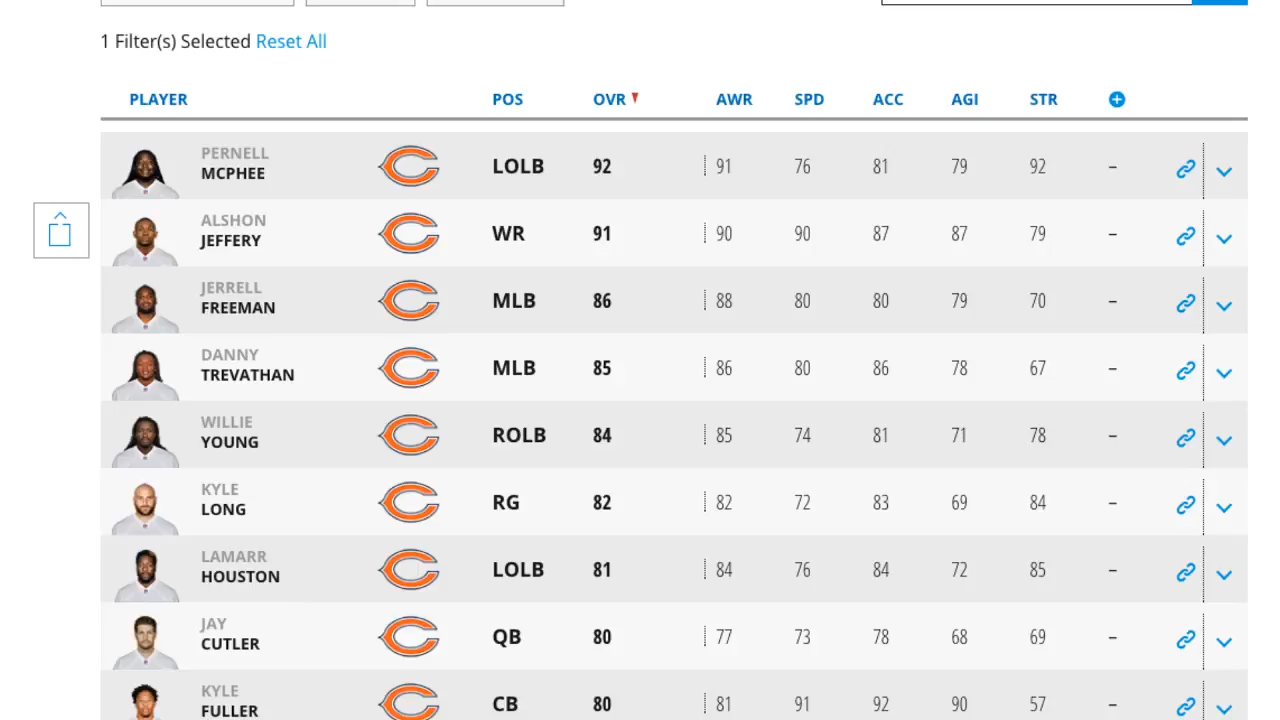 1 Filter(s) Selected Reset All
PLAYER POS OVR AWR SPD ACC AGI STR
PERNELL
MCPHEE LOLB 92 91 76 81 79 92 –
ALSHON
JEFFERY WR 91 90 90 87 87 79 –
JERRELL
FREEMAN MLB 86 88 80 80 79 70 –
DANNY
TREVATHAN MLB 85 86 80 86 78 67 –
WILLIE
YOUNG ROLB 84 85 74 81 71 78 –
KYLE
LONG RG 82 82 72 83 69 84 –
LAMARR
HOUSTON LOLB 81 84 76 84 72 85 –
JAY
CUTLER QB 80 77 73 78 68 69 –
KYLE
FULLER CB 80 81 91 92 90 57 –